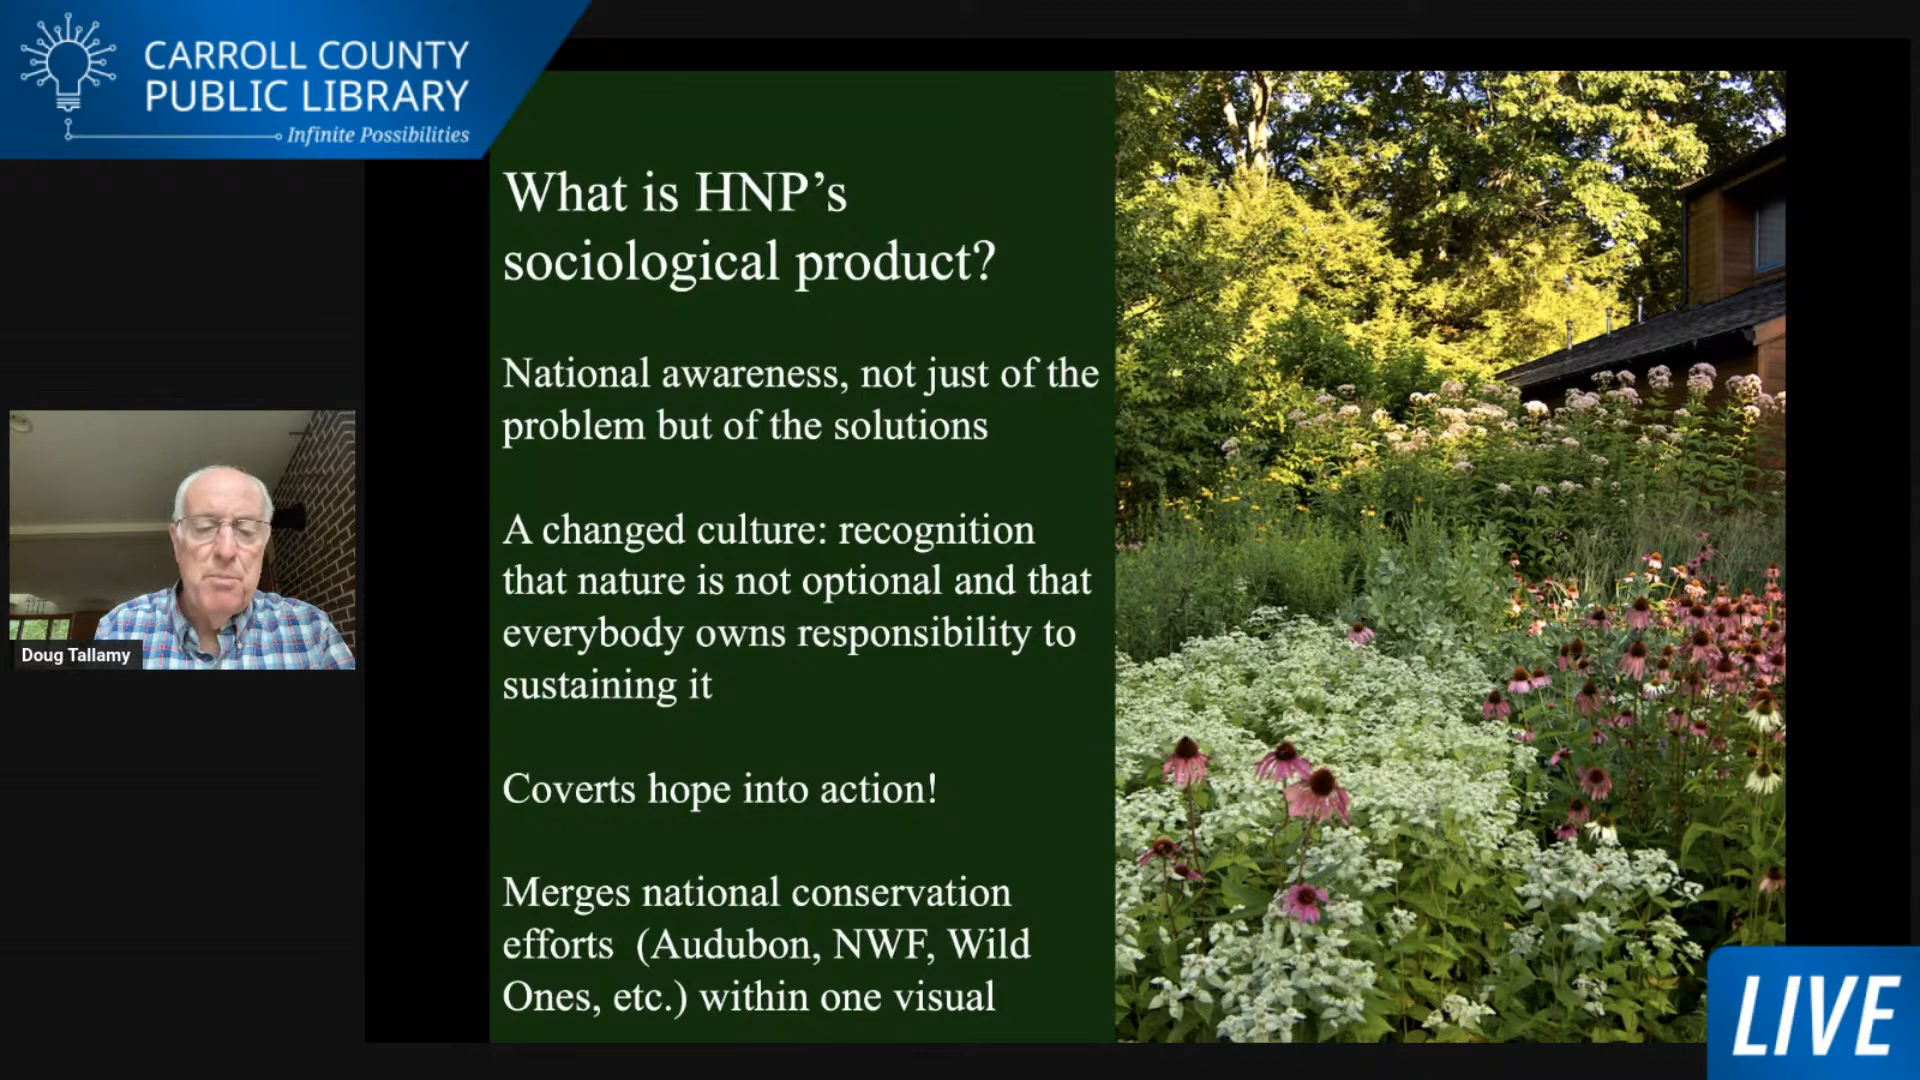 CARROLL COUNTY
PUBLIC LIBRARY
Infinite Possibilities
What is HNP's
sociological product?
National awareness, not just of the
problem but of the solutions
A changed culture: recognition
that nature is not optional and that
everybody owns responsibility to
sustaining it
Coverts hope into action!
Merges national conservation
efforts (Audubon, NWF, Wild
Ones, etc.) within one visual
Doug Tallamy
LIVE